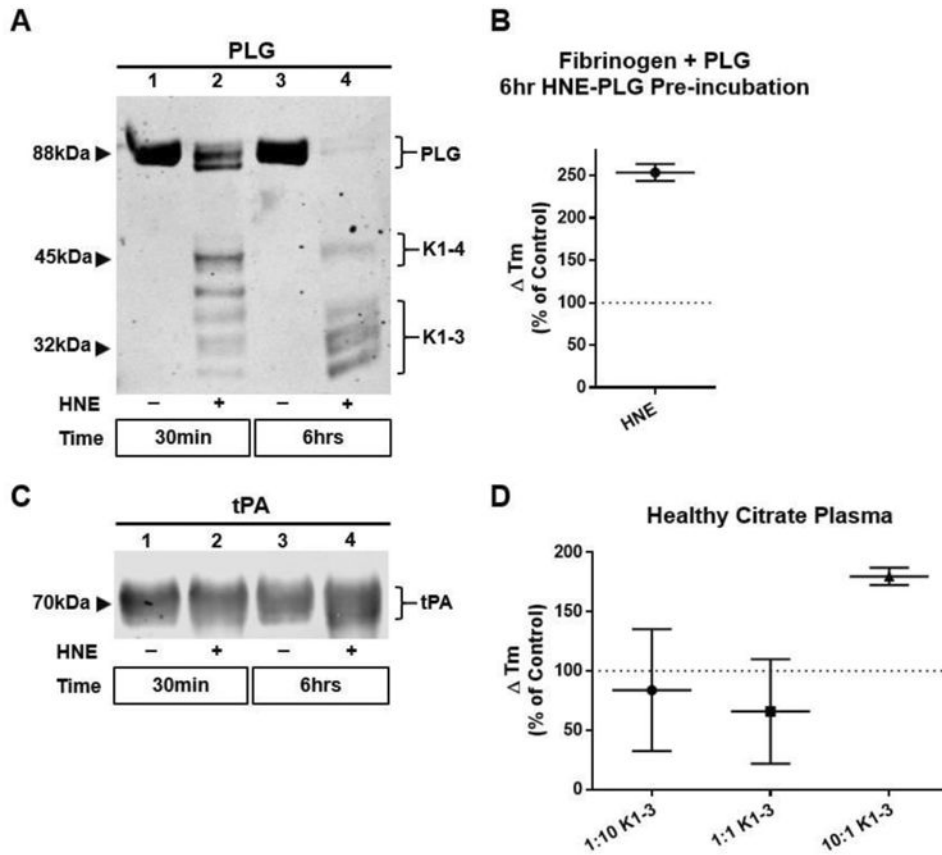 A
PLG
1 2 3 4
88kDa
PLG
K1-4
45kDa
32kDa
K1-3
HNE – + – +
Time 30min 6hrs
B
Fibrinogen + PLG
6hr HNE-PLG Pre-incubation
Δ Tm
(% of Control)
250
200
150
100
50
0
HNE
C
tPA
1 2 3 4
70kDa
tPA
HNE – + – +
Time 30min 6hrs
D
Healthy Citrate Plasma
Δ Tm
(% of Control)
200
150
100
50
0
1:10 K1-3
1:1 K1-3
10:1 K1-3